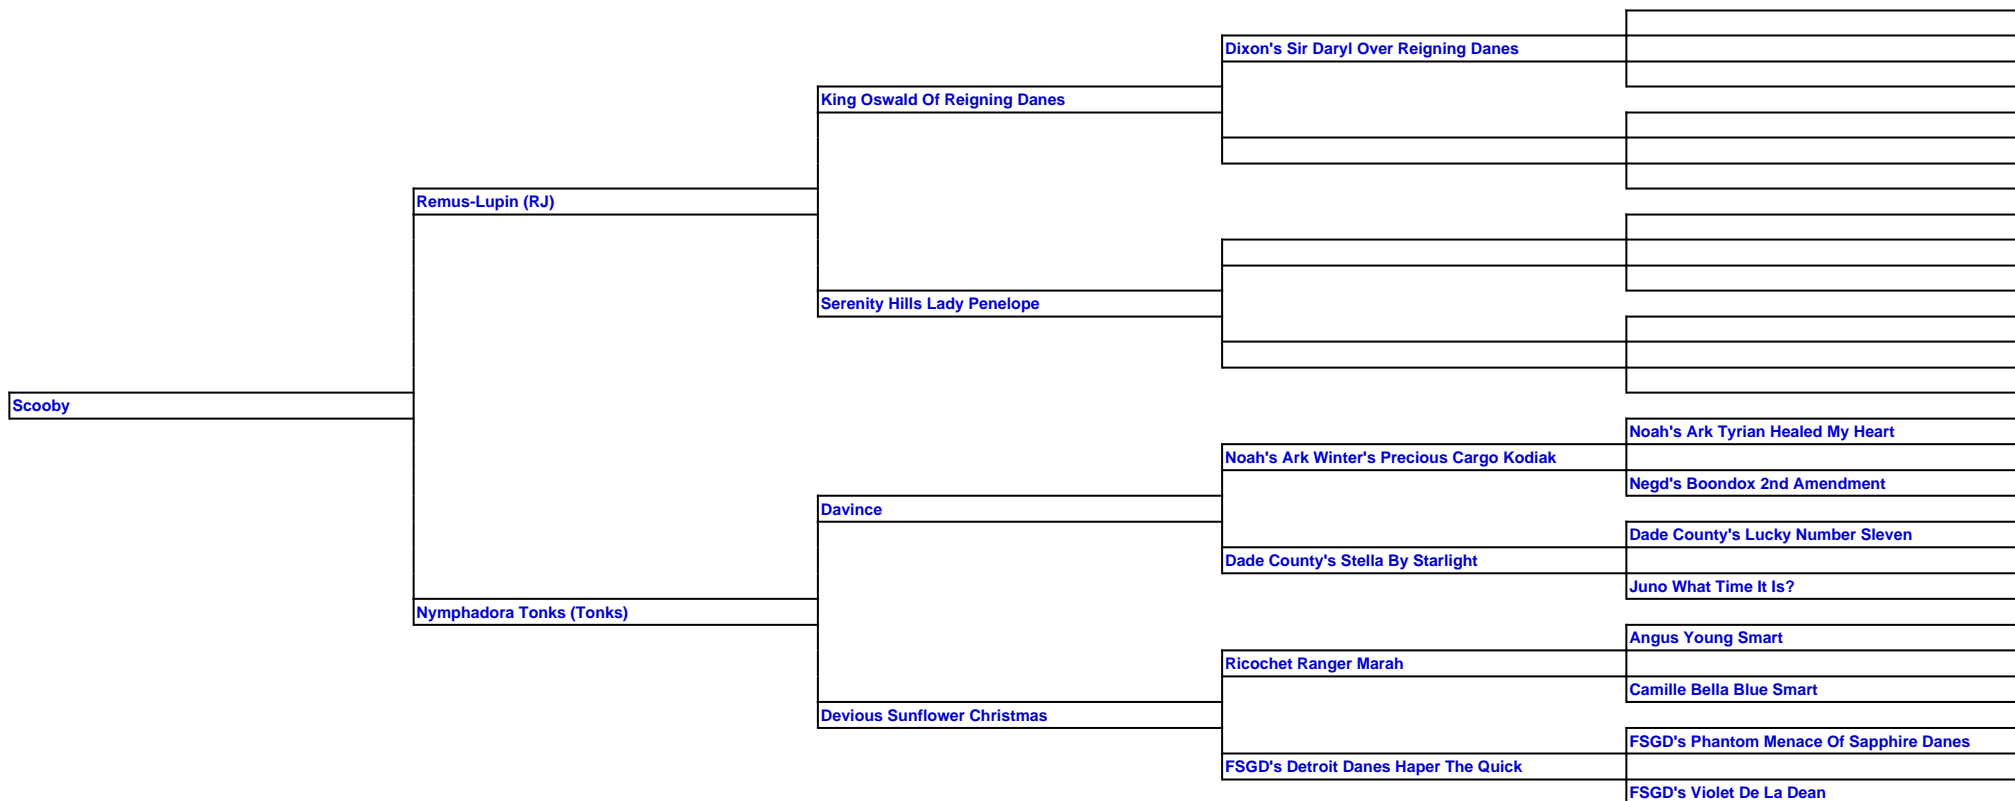 Dixon's Sir Daryl Over Reigning Danes
King Oswald Of Reigning Danes
Remus-Lupin (RJ)
Serenity Hills Lady Penelope
Scooby
Noah's Ark Tyrian Healed My Heart
Noah's Ark Winter's Precious Cargo Kodiak
Negd's Boondox 2nd Amendment
Davince
Dade County's Lucky Number Sleven
Dade County's Stella By Starlight
Juno What Time It Is?
Nymphadora Tonks (Tonks)
Angus Young Smart
Ricochet Ranger Marah
Camille Bella Blue Smart
Devious Sunflower Christmas
FSGD's Phantom Menace Of Sapphire Danes
FSGD's Detroit Danes Haper The Quick
FSGD's Violet De La Dean